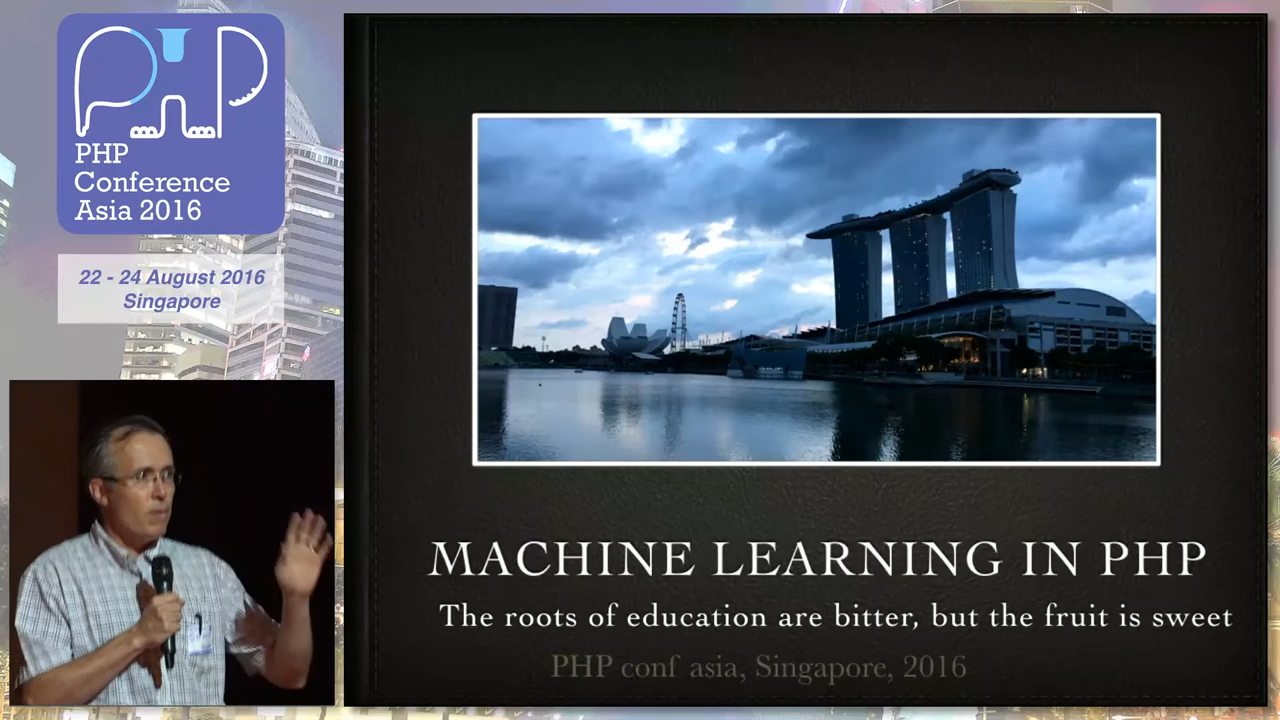 PHP
PHP
Conference
Asia 2016
22 - 24 August 2016
Singapore
MACHINE LEARNING IN PHP
The roots of education are bitter, but the fruit is sweet
PHP conf asia, Singapore, 2016